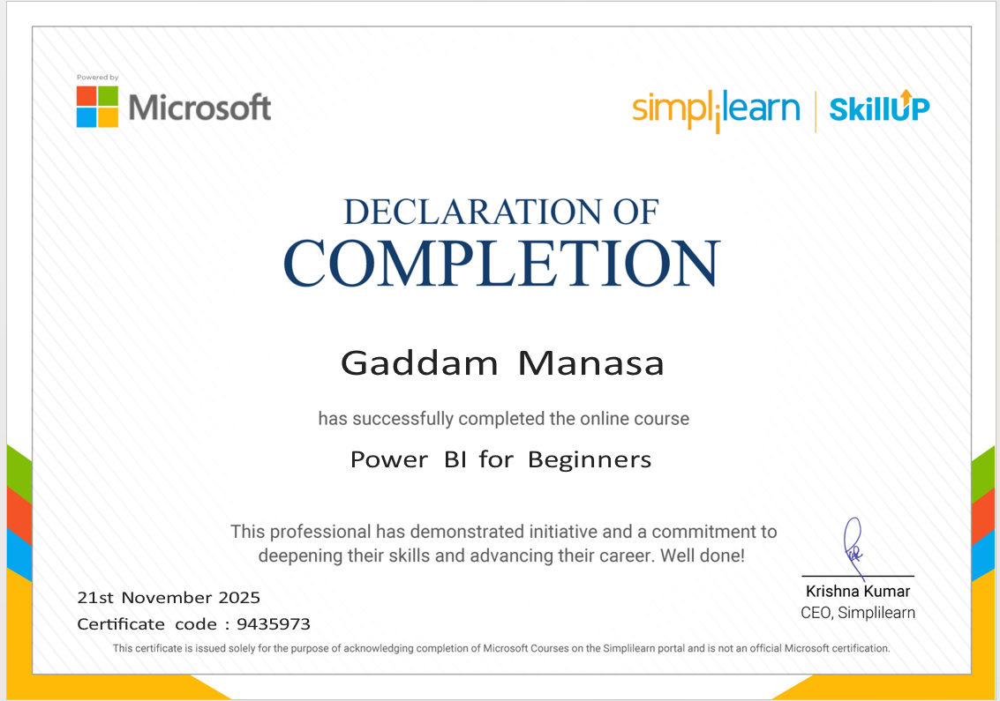 Powered by
Microsoft
simplilearn | SkillUP
DECLARATION OF
COMPLETION
Gaddam Manasa
has successfully completed the online course
Power BI for Beginners
This professional has demonstrated initiative and a commitment to
deepening their skills and advancing their career. Well done!
21st November 2025
Certificate code : 9435973
Krishna Kumar
CEO, Simplilearn
This certificate is issued solely for the purpose of acknowledging completion of Microsoft Courses on the Simplilearn portal and is not an official Microsoft certification.